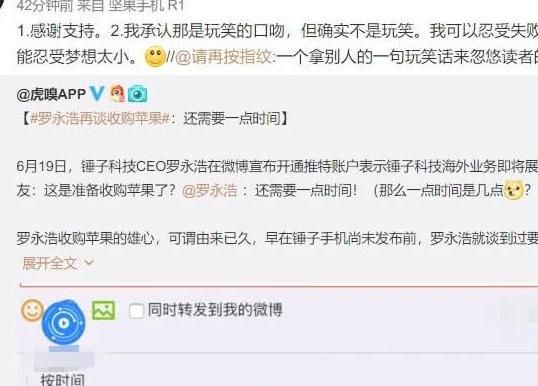 42分钟前 来自 坚果手机 R1
1.感谢支持。2.我承认那是玩笑的口吻，但确实不是玩笑。我可以忍受失败
能忍受梦想太小。//@请再按指纹:一个拿别人的一句玩笑话来忽悠读者的
@虎嗅APP
【#罗永浩再谈收购苹果#：还需要一点时间】
6月19日，锤子科技CEO罗永浩在微博宣布开通推特账户表示锤子科技海外业务即将展
友：这是准备收购苹果了？@罗永浩 ：还需要一点时间！（那么一点时间是几点？
罗永浩收购苹果的雄心，可谓由来已久，早在锤子手机尚未发布前，罗永浩就谈到过要
展开全文
同时转发到我的微博
按时间